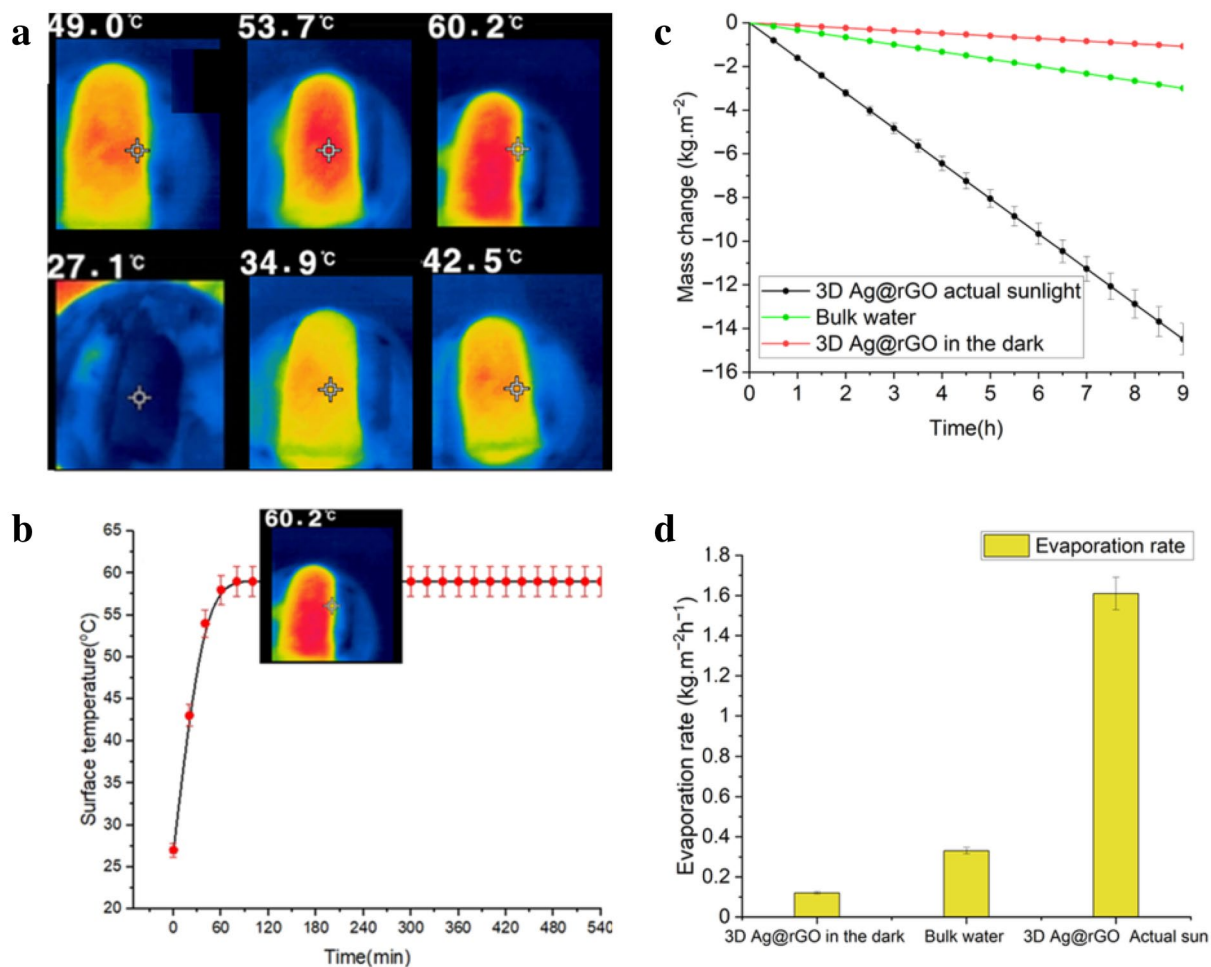 a
49.0°C 53.7°C 60.2°C
27.1°C 34.9°C 42.5°C
c
0
−2
−4
−6
−8
−10
−12
−14
−16
Mass change (kg.m−2)
3D Ag@rGO actual sunlight
Bulk water
3D Ag@rGO in the dark
0 1 2 3 4 5 6 7 8 9
Time(h)
b
65
60
55
50
45
40
35
30
25
20
Surface temperature(°C)
60.2°C
0 60 120 180 240 300 360 420 480 540
Time(min)
d
Evaporation rate
1.8
1.6
1.4
1.2
1
0.8
0.6
0.4
0.2
0
Evaporation rate (kg.m−2h−1)
3D Ag@rGO in the dark Bulk water 3D Ag@rGO Actual sun